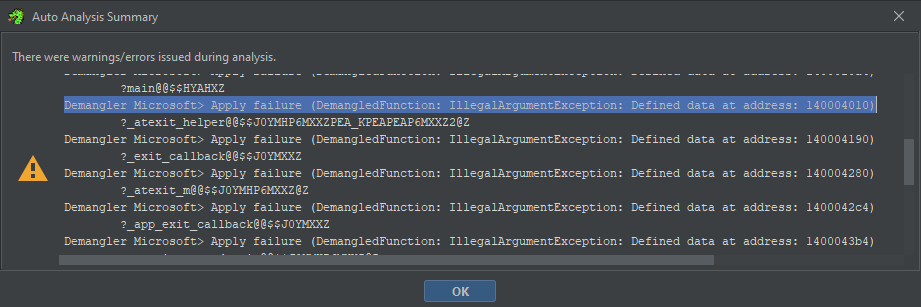 Auto Analysis Summary
There were warnings/errors issued during analysis.
?main@@$$HYAHXZ
Demangler Microsoft> Apply failure (DemangledFunction: IllegalArgumentException: Defined data at address: 140004010)
?_atexit_helper@@$$J0YMHP6MXXZPEA_KPEAPEAP6MXXZ2@Z
Demangler Microsoft> Apply failure (DemangledFunction: IllegalArgumentException: Defined data at address: 140004190)
?_exit_callback@@$$J0YMXXZ
Demangler Microsoft> Apply failure (DemangledFunction: IllegalArgumentException: Defined data at address: 140004280)
?_atexit_m@@$$J0YMHP6MXXZ@Z
Demangler Microsoft> Apply failure (DemangledFunction: IllegalArgumentException: Defined data at address: 1400042c4)
?_app_exit_callback@@$$J0YMXXZ
Demangler Microsoft> Apply failure (DemangledFunction: IllegalArgumentException: Defined data at address: 1400043b4)
OK